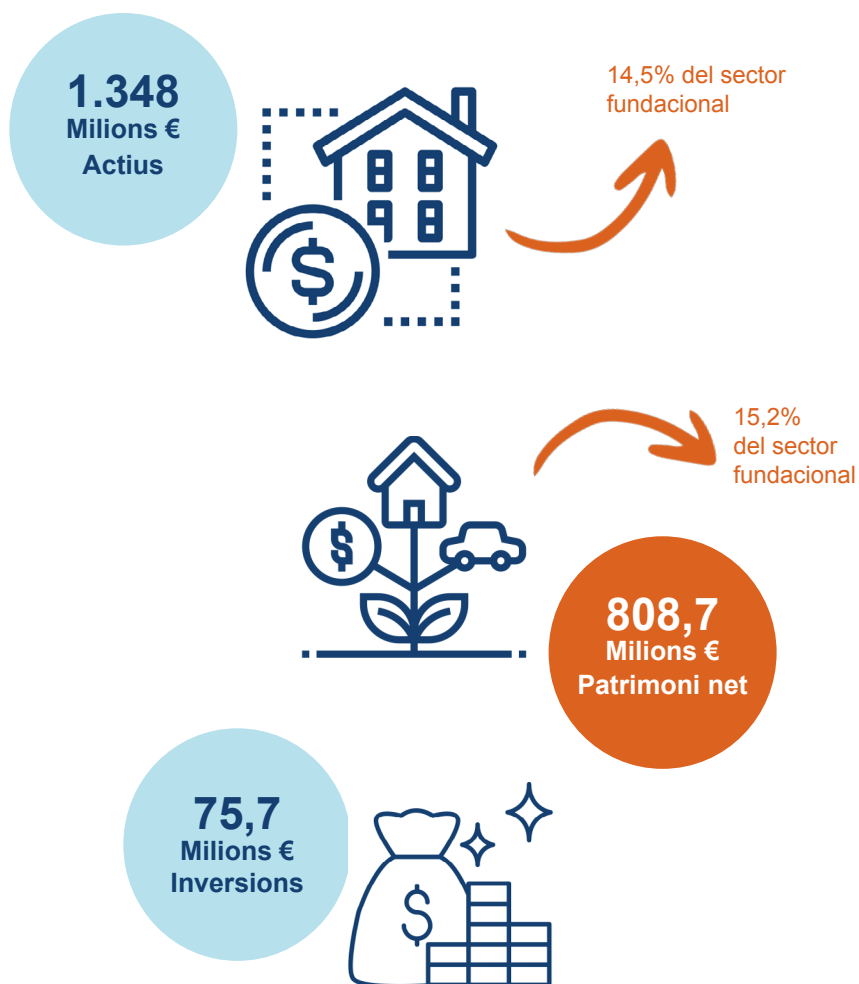 1.348
Milions €
Actius
14,5% del sector
fundacional
$
15,2%
del sector
fundacional
$
808,7
Milions €
Patrimoni net
75,7
Milions €
Inversions
$